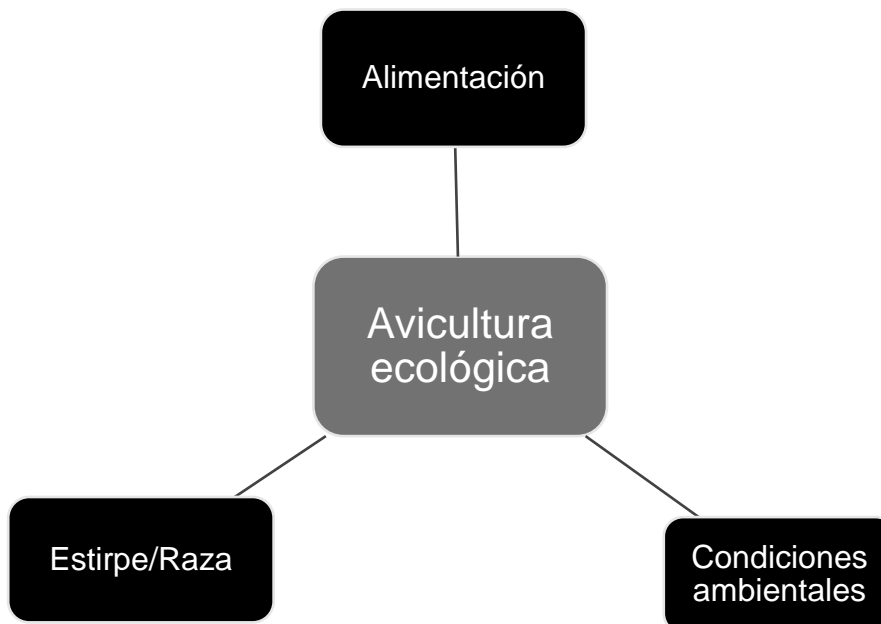 Alimentación
Avicultura
ecológica
Estirpe/Raza
Condiciones
ambientales